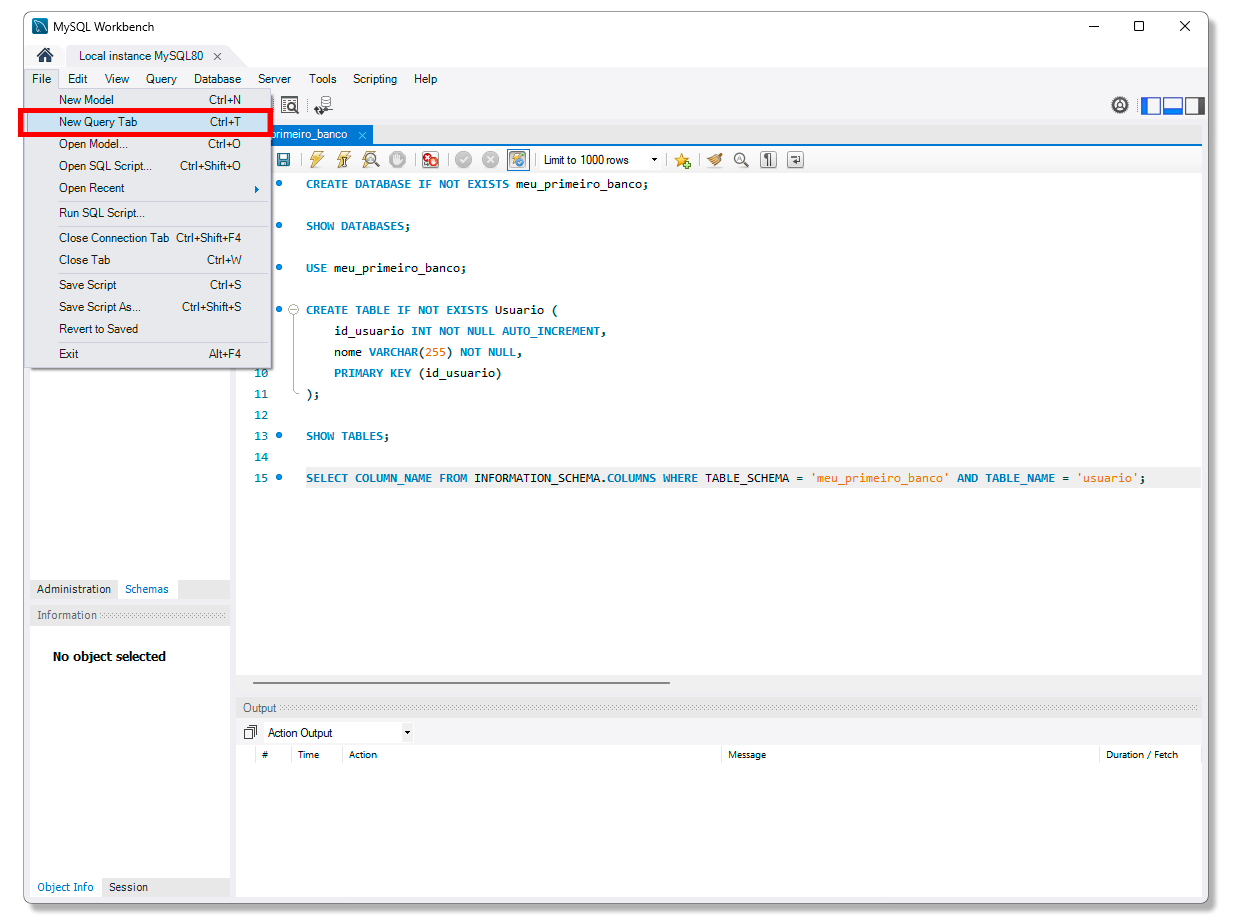 MySQL Workbench
Local instance MySQL80
File Edit View Query Database Server Tools Scripting Help
New Model Ctrl+N
New Query Tab Ctrl+T
Open Model... Ctrl+O
Open SQL Script... Ctrl+Shift+O
Open Recent
Run SQL Script...
Close Connection Tab Ctrl+Shift+F4
Close Tab Ctrl+W
Save Script Ctrl+S
Save Script As... Ctrl+Shift+S
Revert to Saved
Exit Alt+F4
primeiro_banco
Limit to 1000 rows
CREATE DATABASE IF NOT EXISTS meu_primeiro_banco;
SHOW DATABASES;
USE meu_primeiro_banco;
CREATE TABLE IF NOT EXISTS Usuario (
id_usuario INT NOT NULL AUTO_INCREMENT,
nome VARCHAR(255) NOT NULL,
10 PRIMARY KEY (id_usuario)
11 );
12
13 SHOW TABLES;
14
15 SELECT COLUMN_NAME FROM INFORMATION_SCHEMA.COLUMNS WHERE TABLE_SCHEMA = 'meu_primeiro_banco' AND TABLE_NAME = 'usuario';
Administration Schemas
Information
No object selected
Output
Action Output
# Time Action Message Duration / Fetch
Object Info Session